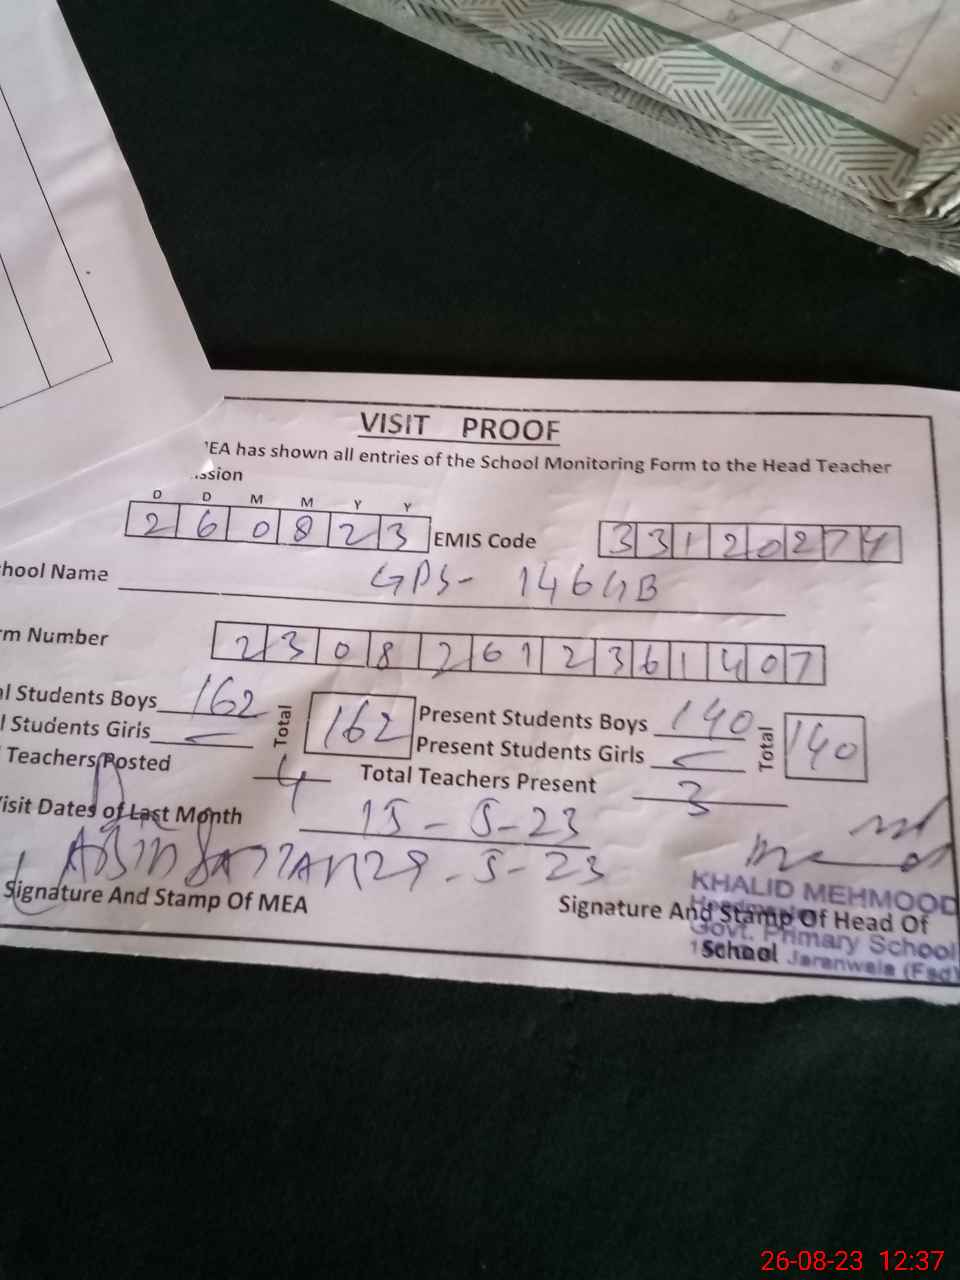 VISIT PROOF
EA has shown all entries of the School Monitoring Form to the Head Teacher
ssion
D D M M Y Y
2 6 0 8 2 3 EMIS Code 3 3 1 2 0 2 7 4
hool Name GPS- 146 GB
m Number 2 3 0 8 2 6 1 2 3 6 1 4 0 7
l Students Boys 162 Total 162 Present Students Boys 140 Total 140
l Students Girls - Present Students Girls -
Teachers Posted 4 Total Teachers Present 3
isit Dates of Last Month 15-5-23
29-5-23
Signature And Stamp Of MEA
Signature And Stamp Of Head Of
School
KHALID MEHMOOD
Headmaster
Govt. Primary School
Jaranwala (Fsd)
26-08-23 12:37